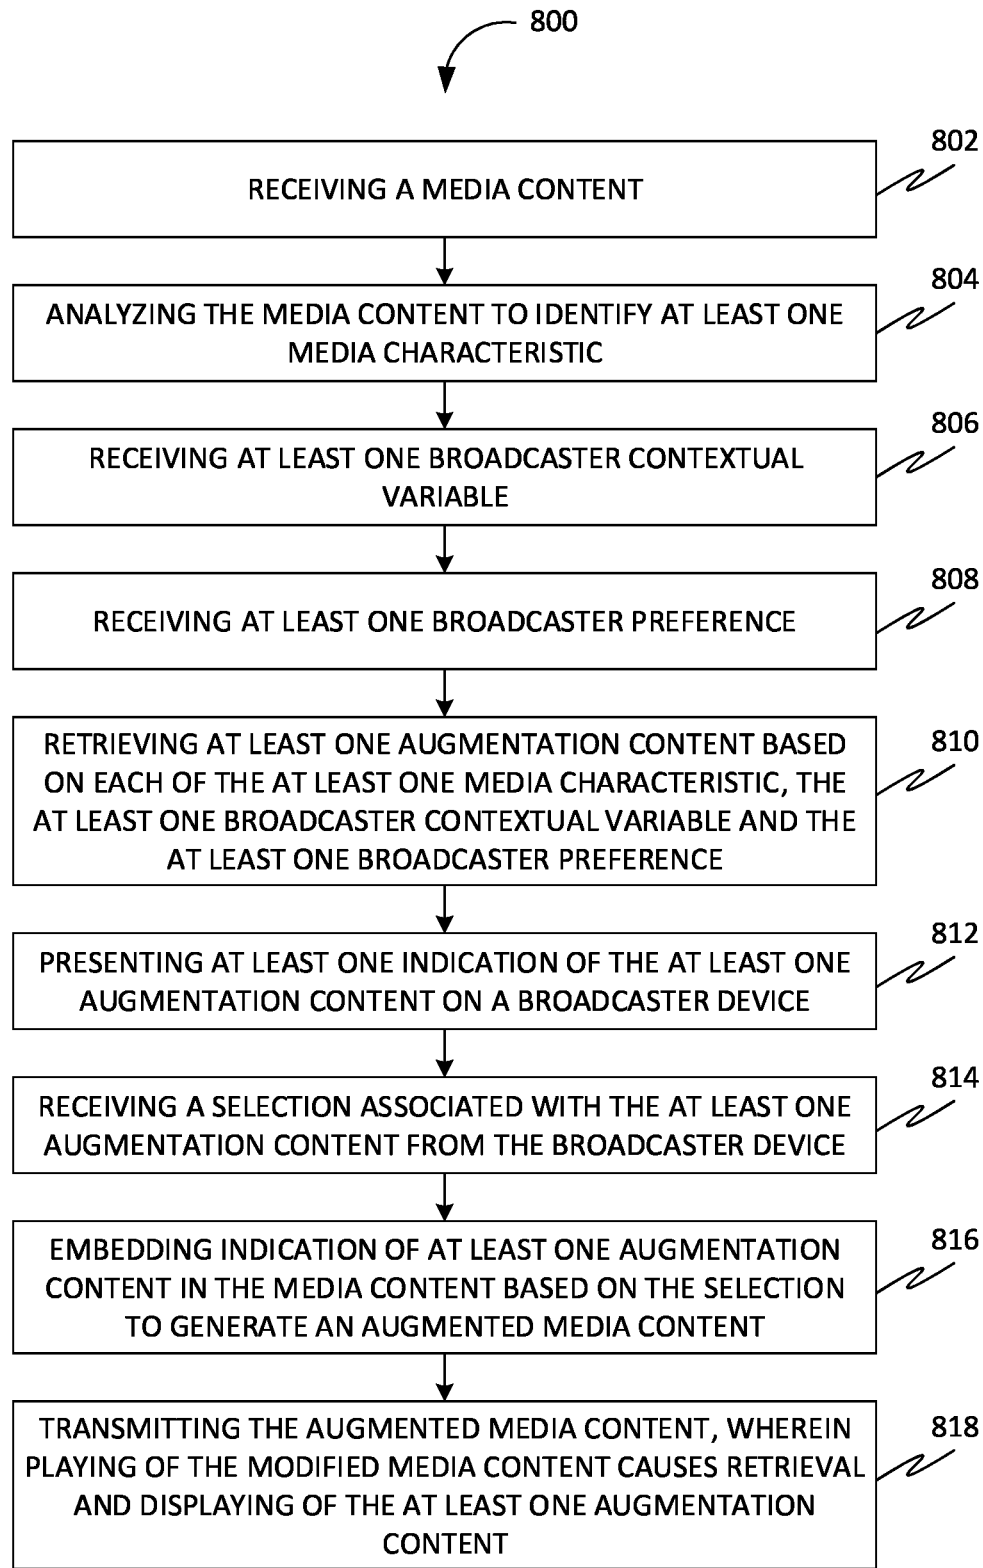 800
802
RECEIVING A MEDIA CONTENT
804
ANALYZING THE MEDIA CONTENT TO IDENTIFY AT LEAST ONE
MEDIA CHARACTERISTIC
806
RECEIVING AT LEAST ONE BROADCASTER CONTEXTUAL
VARIABLE
808
RECEIVING AT LEAST ONE BROADCASTER PREFERENCE
810
RETRIEVING AT LEAST ONE AUGMENTATION CONTENT BASED
ON EACH OF THE AT LEAST ONE MEDIA CHARACTERISTIC, THE
AT LEAST ONE BROADCASTER CONTEXTUAL VARIABLE AND THE
AT LEAST ONE BROADCASTER PREFERENCE
812
PRESENTING AT LEAST ONE INDICATION OF THE AT LEAST ONE
AUGMENTATION CONTENT ON A BROADCASTER DEVICE
814
RECEIVING A SELECTION ASSOCIATED WITH THE AT LEAST ONE
AUGMENTATION CONTENT FROM THE BROADCASTER DEVICE
816
EMBEDDING INDICATION OF AT LEAST ONE AUGMENTATION
CONTENT IN THE MEDIA CONTENT BASED ON THE SELECTION
TO GENERATE AN AUGMENTED MEDIA CONTENT
818
TRANSMITTING THE AUGMENTED MEDIA CONTENT, WHEREIN
PLAYING OF THE MODIFIED MEDIA CONTENT CAUSES RETRIEVAL
AND DISPLAYING OF THE AT LEAST ONE AUGMENTATION
CONTENT